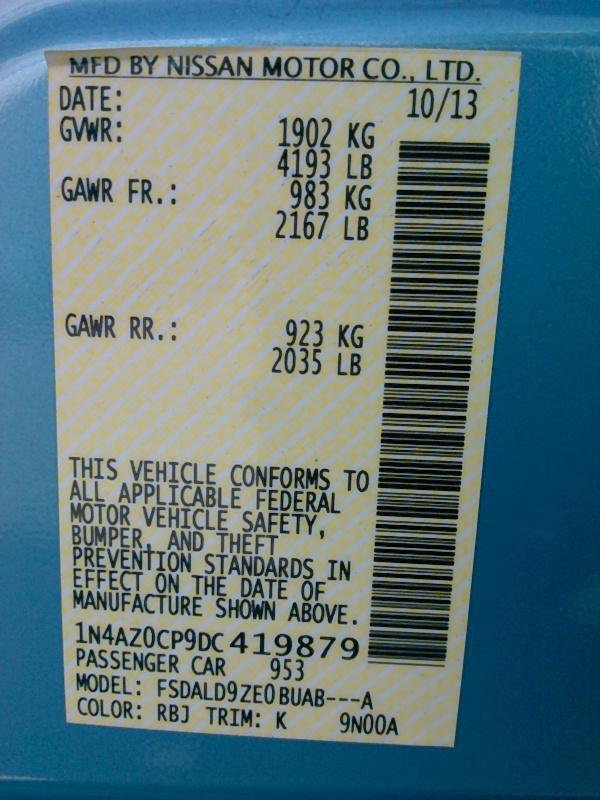 MFD BY NISSAN MOTOR CO., LTD.
DATE: 10/13
GVWR: 1902 KG
4193 LB
GAWR FR.: 983 KG
2167 LB
GAWR RR.: 923 KG
2035 LB
THIS VEHICLE CONFORMS TO
ALL APPLICABLE FEDERAL
MOTOR VEHICLE SAFETY,
BUMPER, AND THEFT
PREVENTION STANDARDS IN
EFFECT ON THE DATE OF
MANUFACTURE SHOWN ABOVE.
1N4AZ0CP9DC419879
PASSENGER CAR 953
MODEL: FSDALD9ZE0BUAB---A
COLOR: RBJ TRIM: K 9N00A